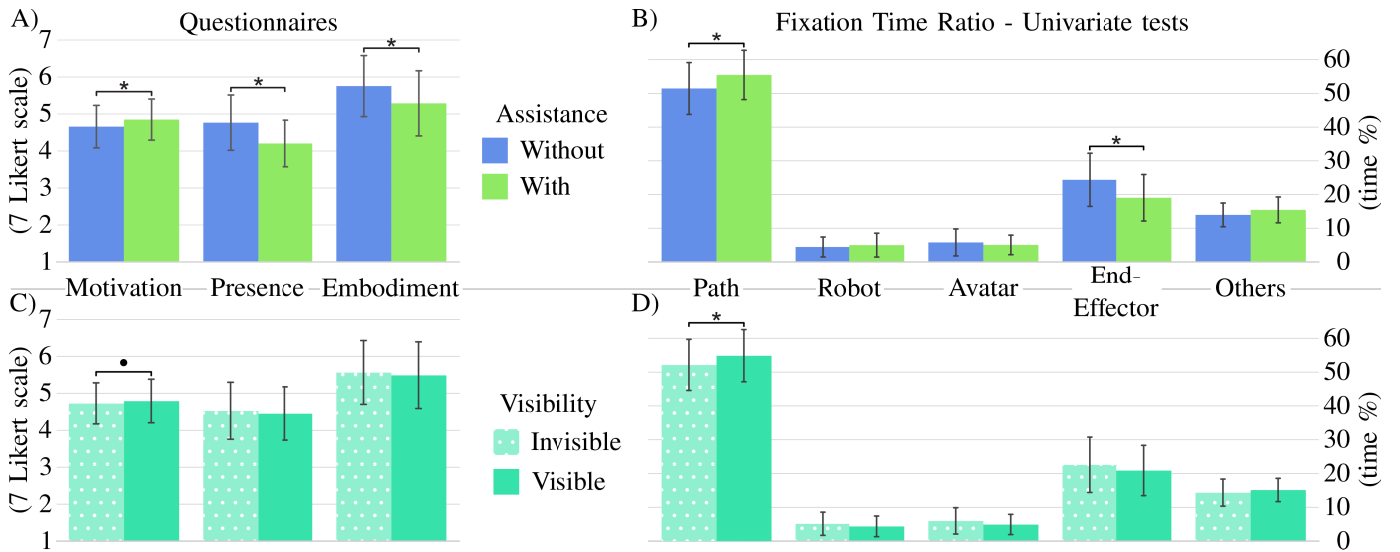 A)
Questionnaires
7
6
5
4
3
2
1
(7 Likert scale)
*
*
*
Assistance
Without
With
B)
Fixation Time Ratio - Univariate tests
*
*
60
50
40
30
20
10
0
(time %)
Motivation
Presence
Embodiment
Path
Robot
Avatar
End-
Effector
Others
C)
7
6
5
4
3
2
1
(7 Likert scale)
•
Visibility
Invisible
Visible
D)
*
60
50
40
30
20
10
0
(time %)